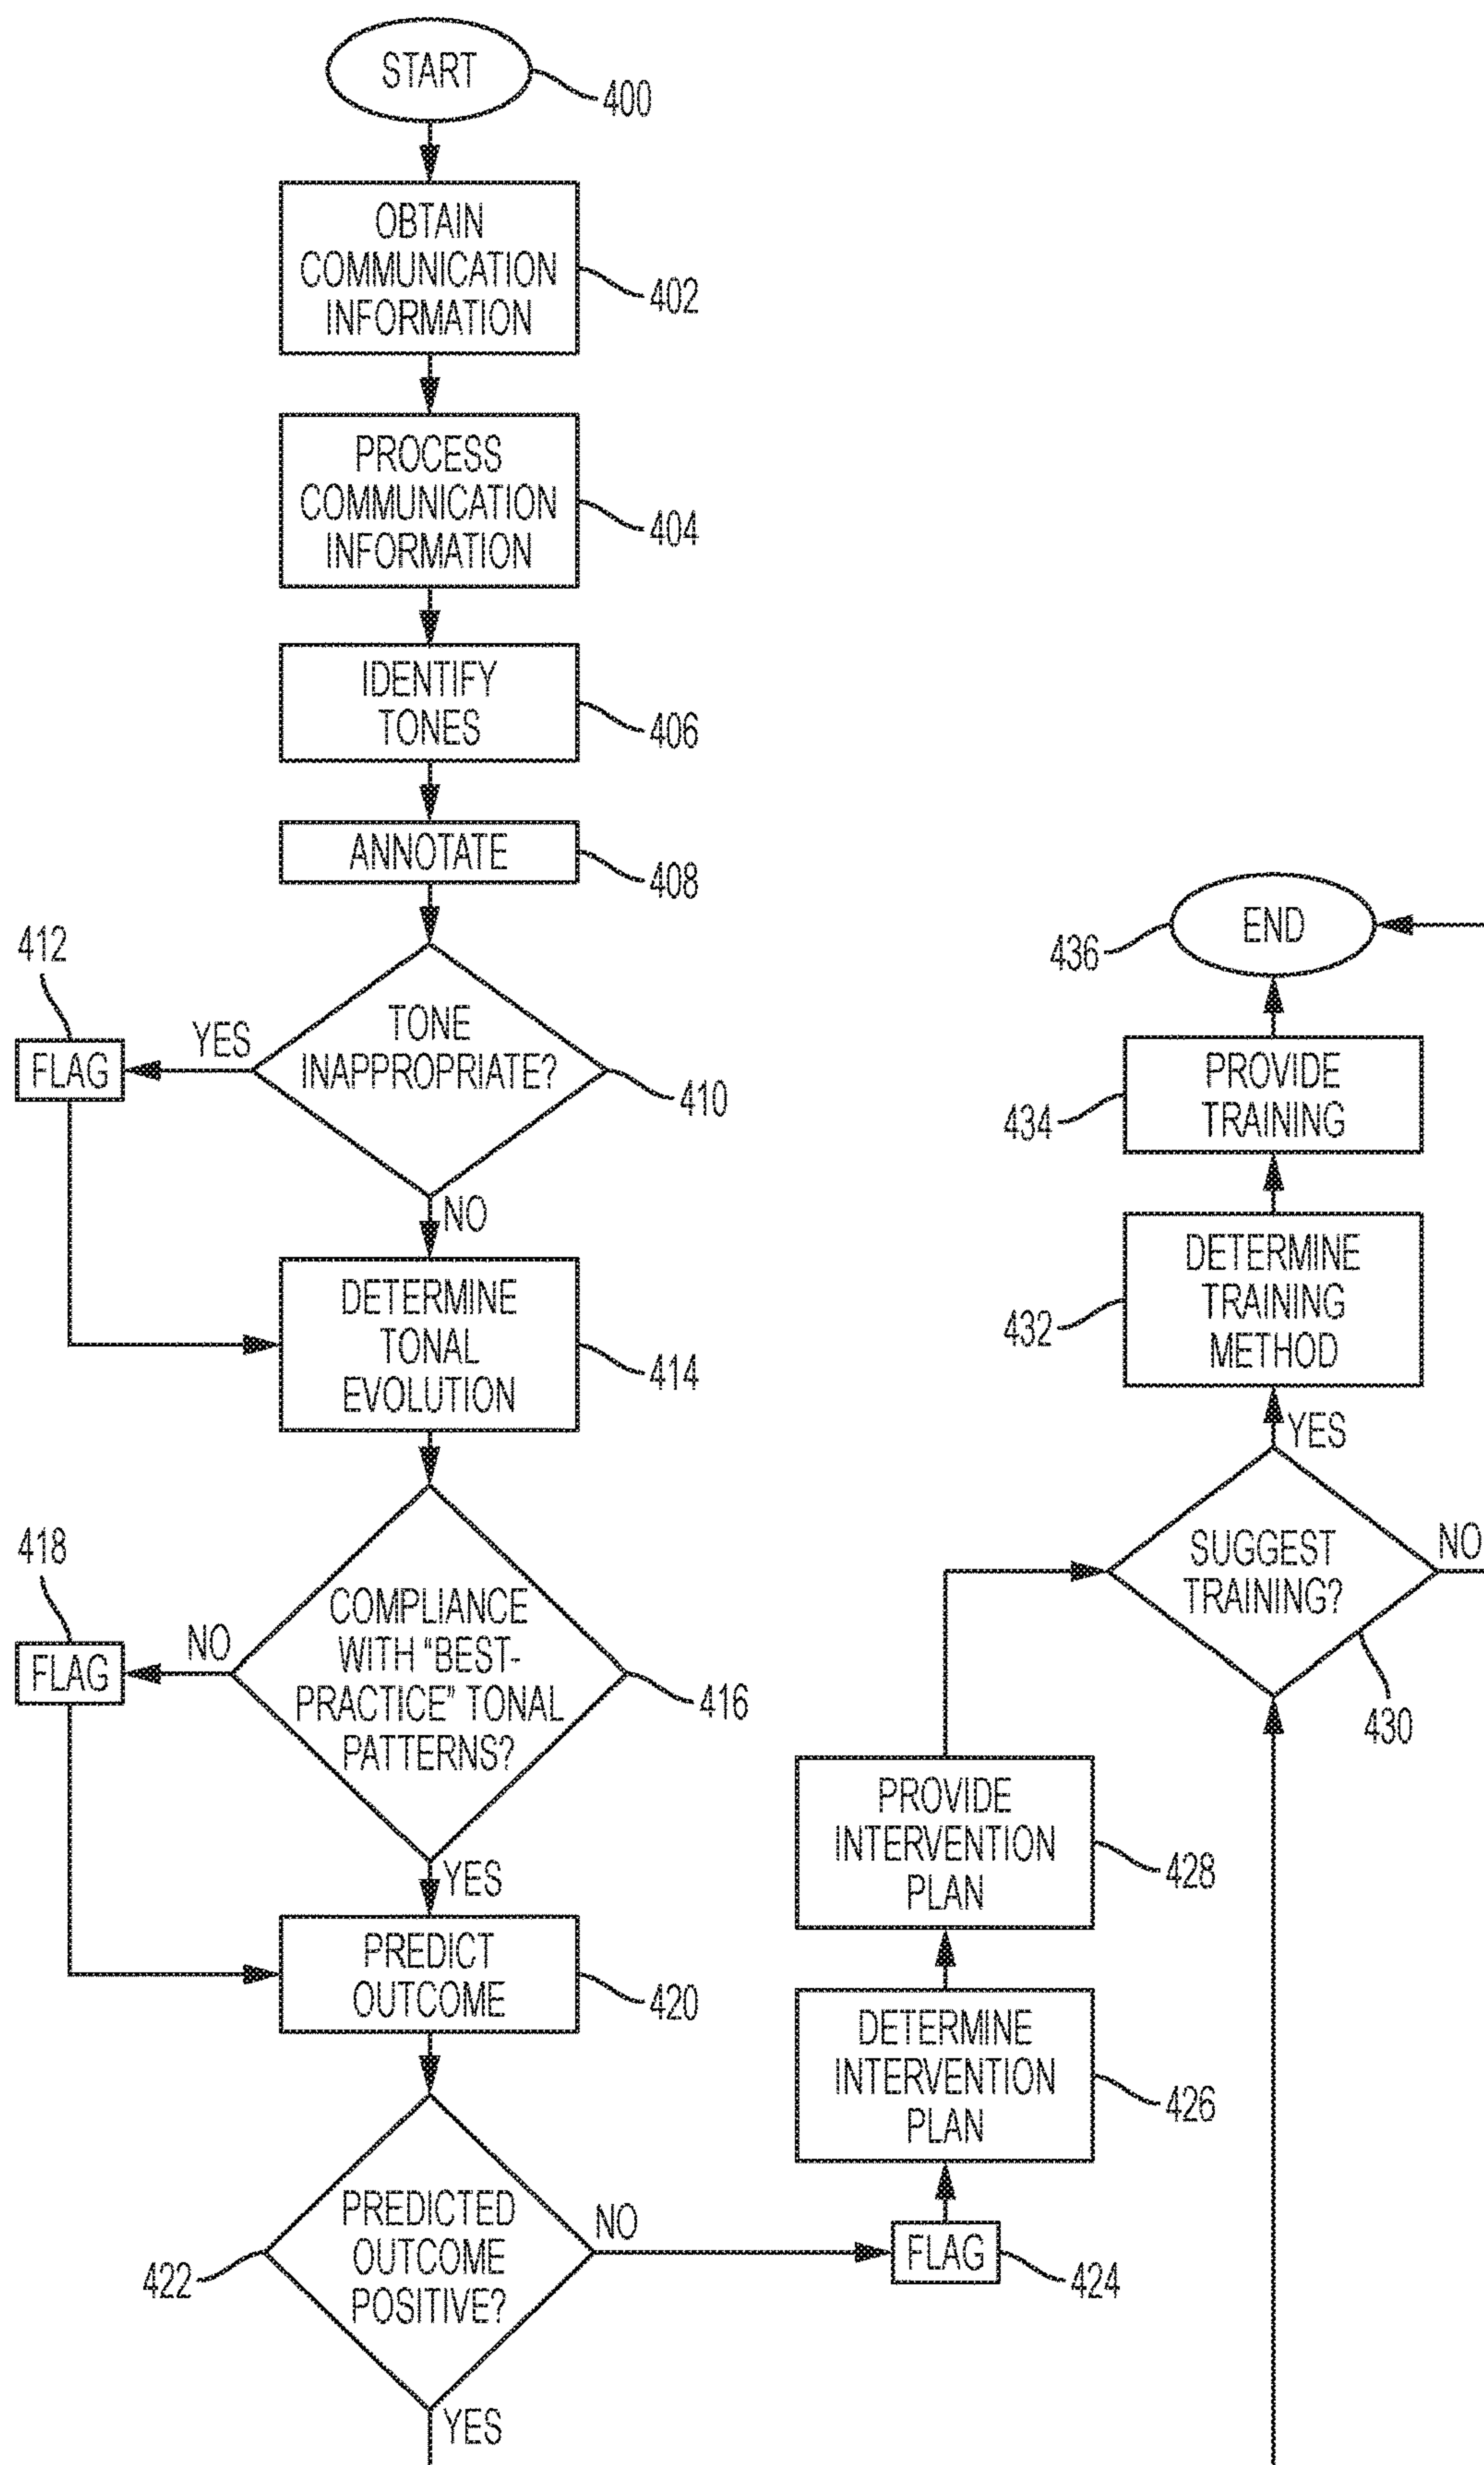 START
400
OBTAIN
COMMUNICATION
INFORMATION
402
PROCESS
COMMUNICATION
INFORMATION
404
IDENTIFY
TONES
406
ANNOTATE
408
TONE
INAPPROPRIATE?
410
YES
412
FLAG
NO
DETERMINE
TONAL
EVOLUTION
414
COMPLIANCE
WITH “BEST-
PRACTICE” TONAL
PATTERNS?
416
NO
418
FLAG
YES
PREDICT
OUTCOME
420
PREDICTED
OUTCOME
POSITIVE?
422
YES
NO
FLAG
424
DETERMINE
INTERVENTION
PLAN
426
PROVIDE
INTERVENTION
PLAN
428
SUGGEST
TRAINING?
430
NO
YES
DETERMINE
TRAINING
METHOD
432
PROVIDE
TRAINING
434
END
436